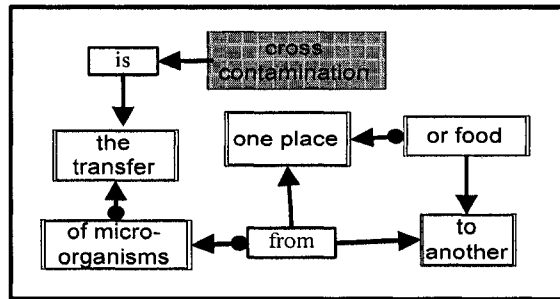 cross
contamination
is
the
transfer
of micro-
organisms
from
one place
or food
to
another